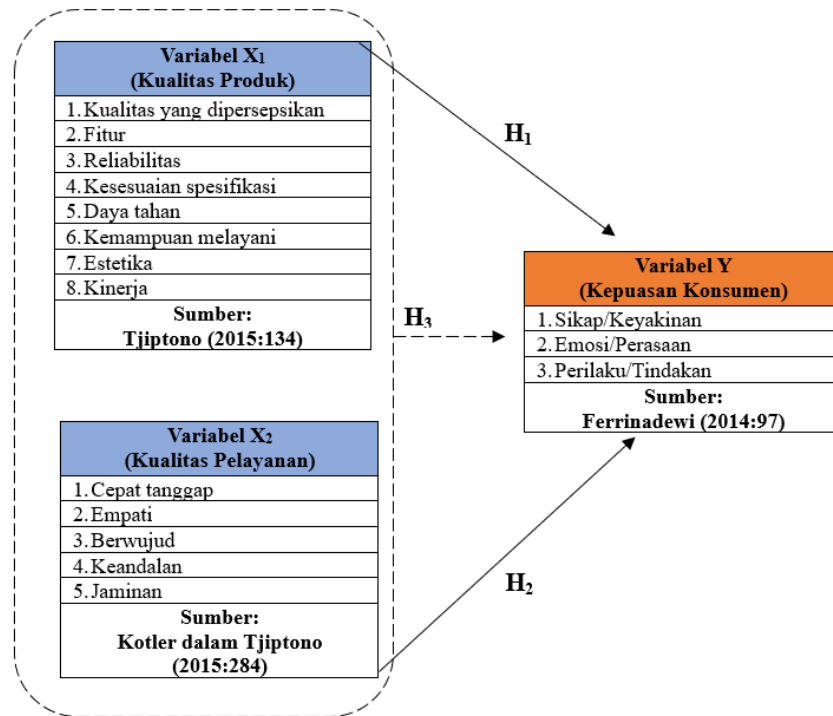 Variabel X₁
(Kualitas Produk)
1.Kualitas yang dipersepsikan
2.Fitur
3.Reliabilitas
4.Kesesuaian spesifikasi
5.Daya tahan
6.Kemampuan melayani
7.Estetika
8.Kinerja
Sumber:
Tjiptono (2015:134)
H₁
H₃
Variabel Y
(Kepuasan Konsumen)
1.Sikap/Keyakinan
2.Emosi/Perasaan
3.Perilaku/Tindakan
Sumber:
Ferrinadewi (2014:97)
Variabel X₂
(Kualitas Pelayanan)
1.Cepat tanggap
2.Empati
3.Berwujud
4.Keandalan
5.Jaminan
Sumber:
Kotler dalam Tjiptono
(2015:284)
H₂